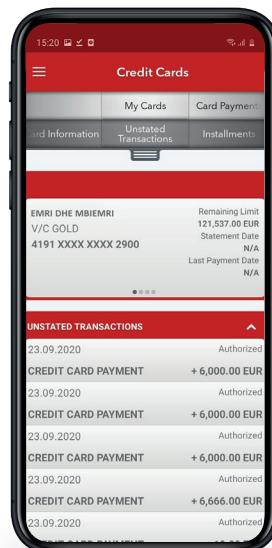 15:20
Credit Cards
My Cards Card Payment
ard Information Unstated Transactions Installments
EMRI DHE MBIEMRI
V/C GOLD
4191 XXXX XXXX 2900
Remaining Limit
121,537.00 EUR
Statement Date
N/A
Last Payment Date
N/A
UNSTATED TRANSACTIONS
23.09.2020 Authorized
CREDIT CARD PAYMENT + 6,000.00 EUR
23.09.2020 Authorized
CREDIT CARD PAYMENT + 6,000.00 EUR
23.09.2020 Authorized
CREDIT CARD PAYMENT + 6,000.00 EUR
23.09.2020 Authorized
CREDIT CARD PAYMENT + 6,666.00 EUR
23.09.2020 Authorized